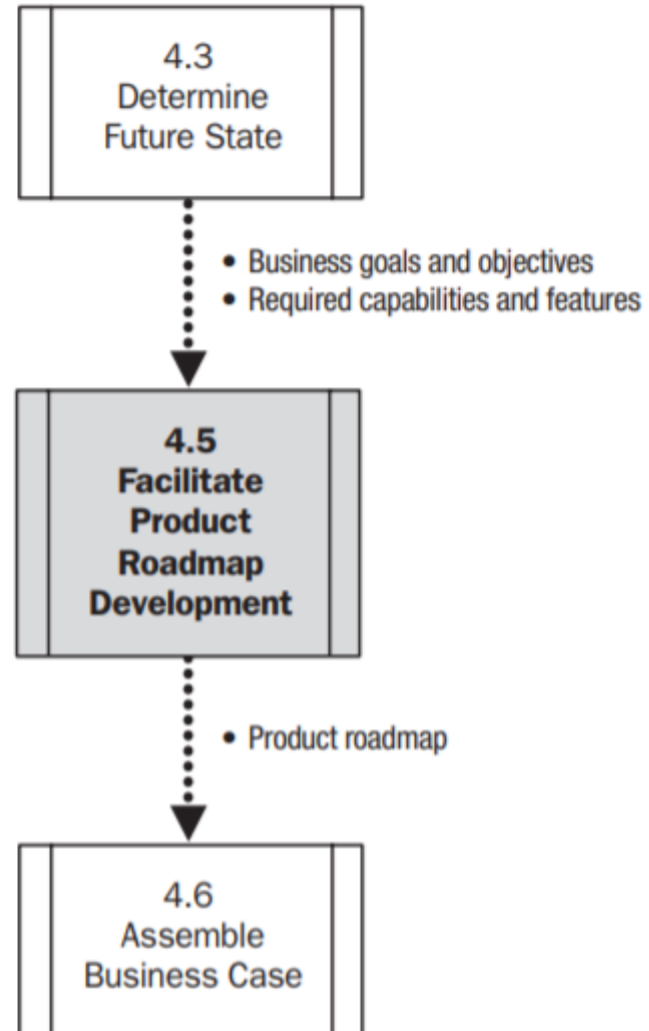 4.3
Determine
Future State
• Business goals and objectives
• Required capabilities and features
4.5
Facilitate
Product
Roadmap
Development
• Product roadmap
4.6
Assemble
Business Case